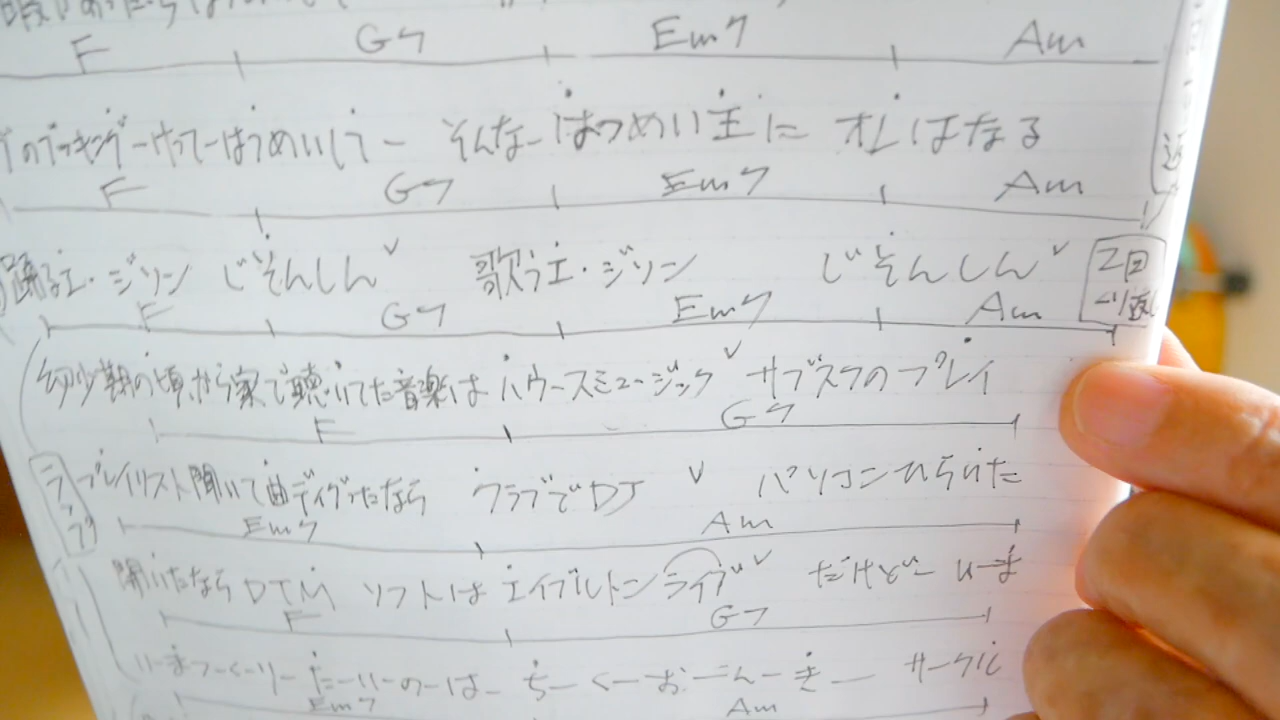 F G7 Em7 Am
のブッキングーやってーはつめいしてー そんなーはつめい王に オレはなる
F G7 Em7 Am
踊るエ・ジソン じそんしん✓ 歌うエ・ジソン じそんしん✓ 2回
F G7 Em7 Am
幼少期の頃から家で聴いてた音楽は ハウスミュージック✓ サブスクのプレイ
F G7
ラップ
プレイリスト聞いて曲ディグったなら クラブでDJ ✓ パソコンひらいた
Em7 Am
開いたなら DTM ソフトは エイブルトンライブ✓ だけどー いーま
F G7
いーまつーくーりーたーいーのーはー ちーくーおーんーきー サークル
Em7 Am